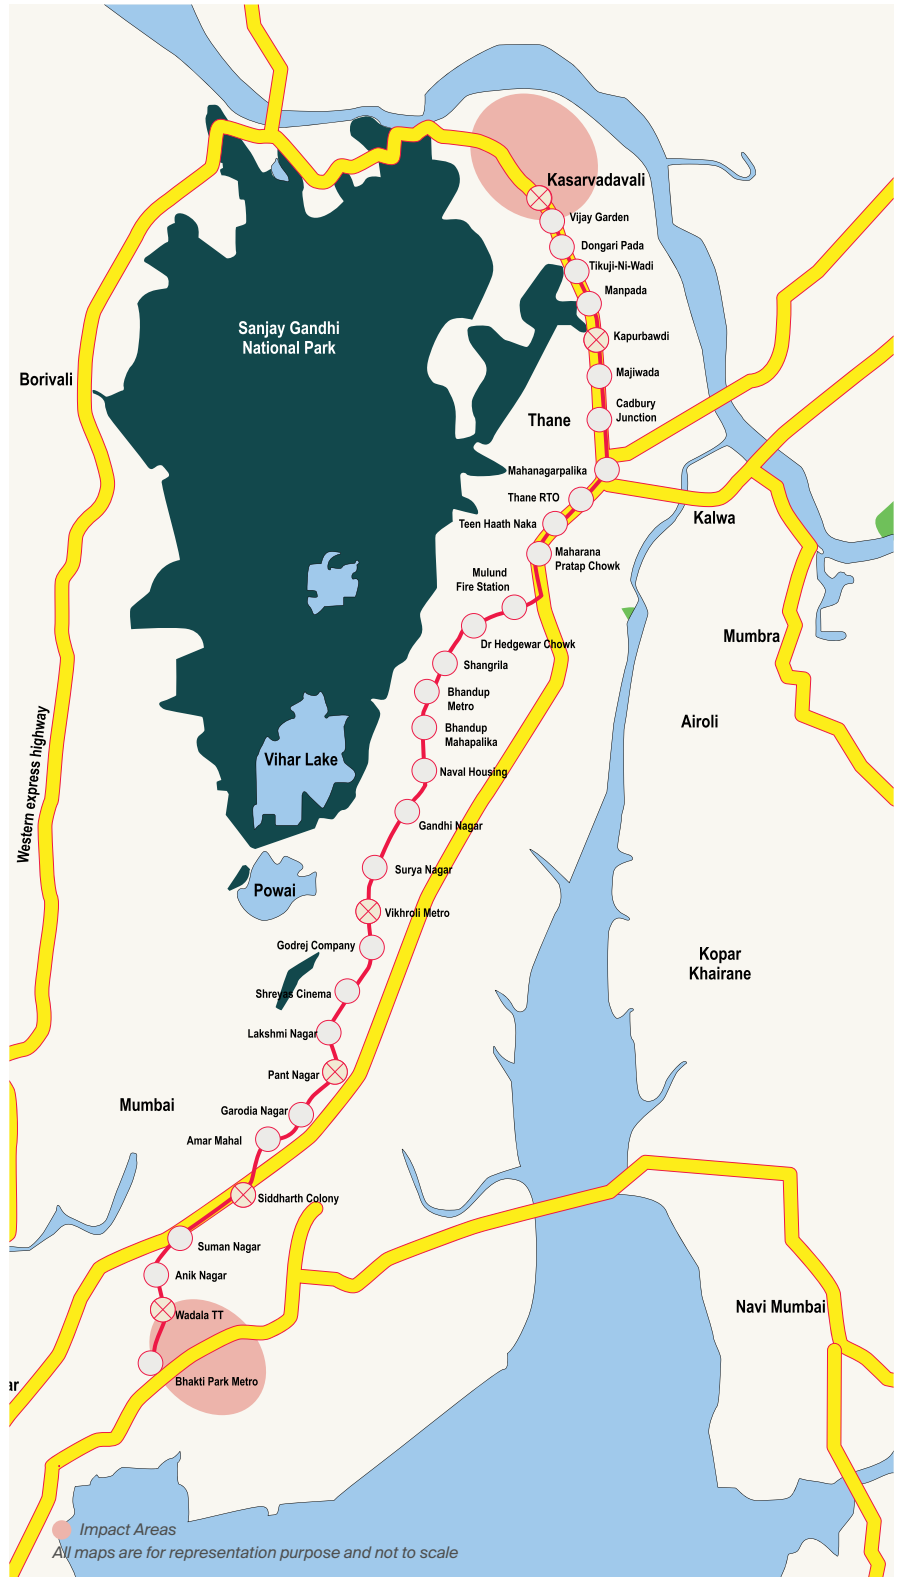 Kasarvadavali
Vijay Garden
Dongari Pada
Tikuji-Ni-Wadi
Manpada
Sanjay Gandhi
National Park
Kapurbawdi
Borivali
Majiwada
Cadbury
Junction
Thane
Mahanagarpalika
Thane RTO
Kalwa
Teen Haath Naka
Maharana
Pratap Chowk
Mulund
Fire Station
Mumbra
Dr Hedgewar Chowk
Shangrila
Bhandup
Metro
Airoli
Bhandup
Mahapalika
Western express highway
Vihar Lake
Naval Housing
Gandhi Nagar
Surya Nagar
Powai
Vikhroli Metro
Godrej Company
Kopar
Khairane
Shreyas Cinema
Lakshmi Nagar
Pant Nagar
Mumbai
Garodia Nagar
Amar Mahal
Siddharth Colony
Suman Nagar
Anik Nagar
Navi Mumbai
Wadala TT
Bhakti Park Metro
ar
Impact Areas
All maps are for representation purpose and not to scale